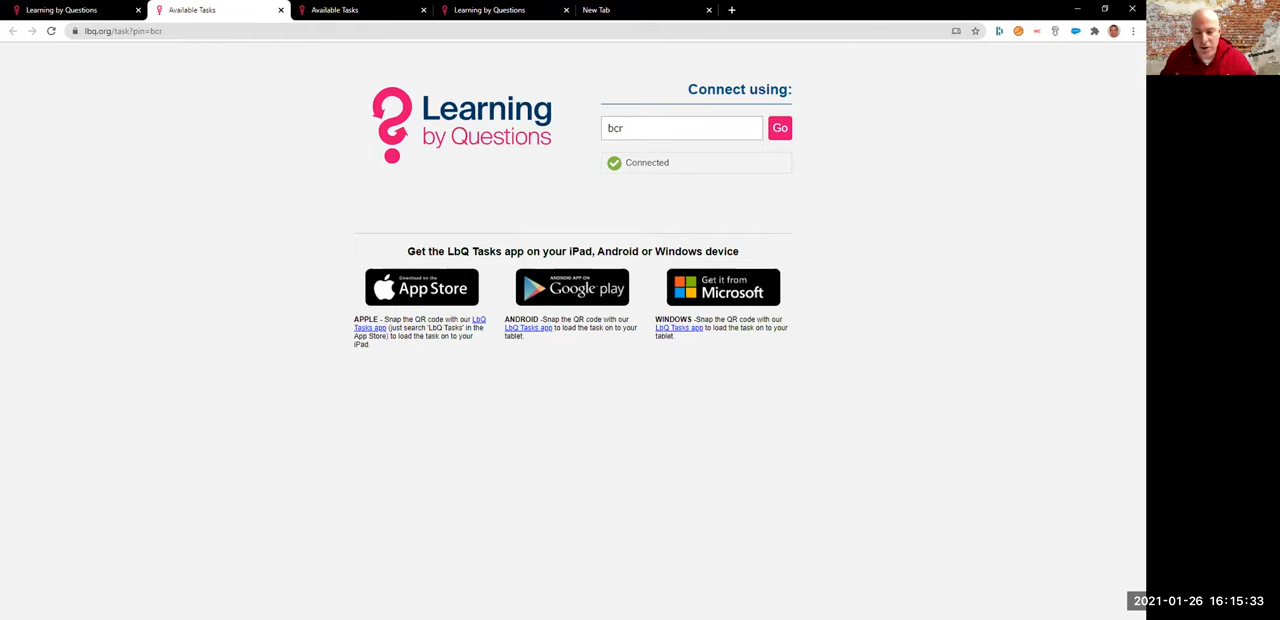 Learning by Questions
Available Tasks
Available Tasks
Learning by Questions
New Tab
lbq.org/task?pin=bcr
Learning
by Questions
Connect using:
bcr
Go
Connected
Get the LbQ Tasks app on your iPad, Android or Windows device
Download on the
App Store
ANDROID APP ON
Google play
Get it from
Microsoft
APPLE - Snap the QR code with our LbQ
Tasks app (just search 'LbQ Tasks' in the
App Store) to load the task on to your
iPad.
ANDROID -Snap the QR code with our
LbQ Tasks app to load the task on to your
tablet.
WINDOWS -Snap the QR code with our
LbQ Tasks app to load the task on to your
tablet.
2021-01-26 16:15:33